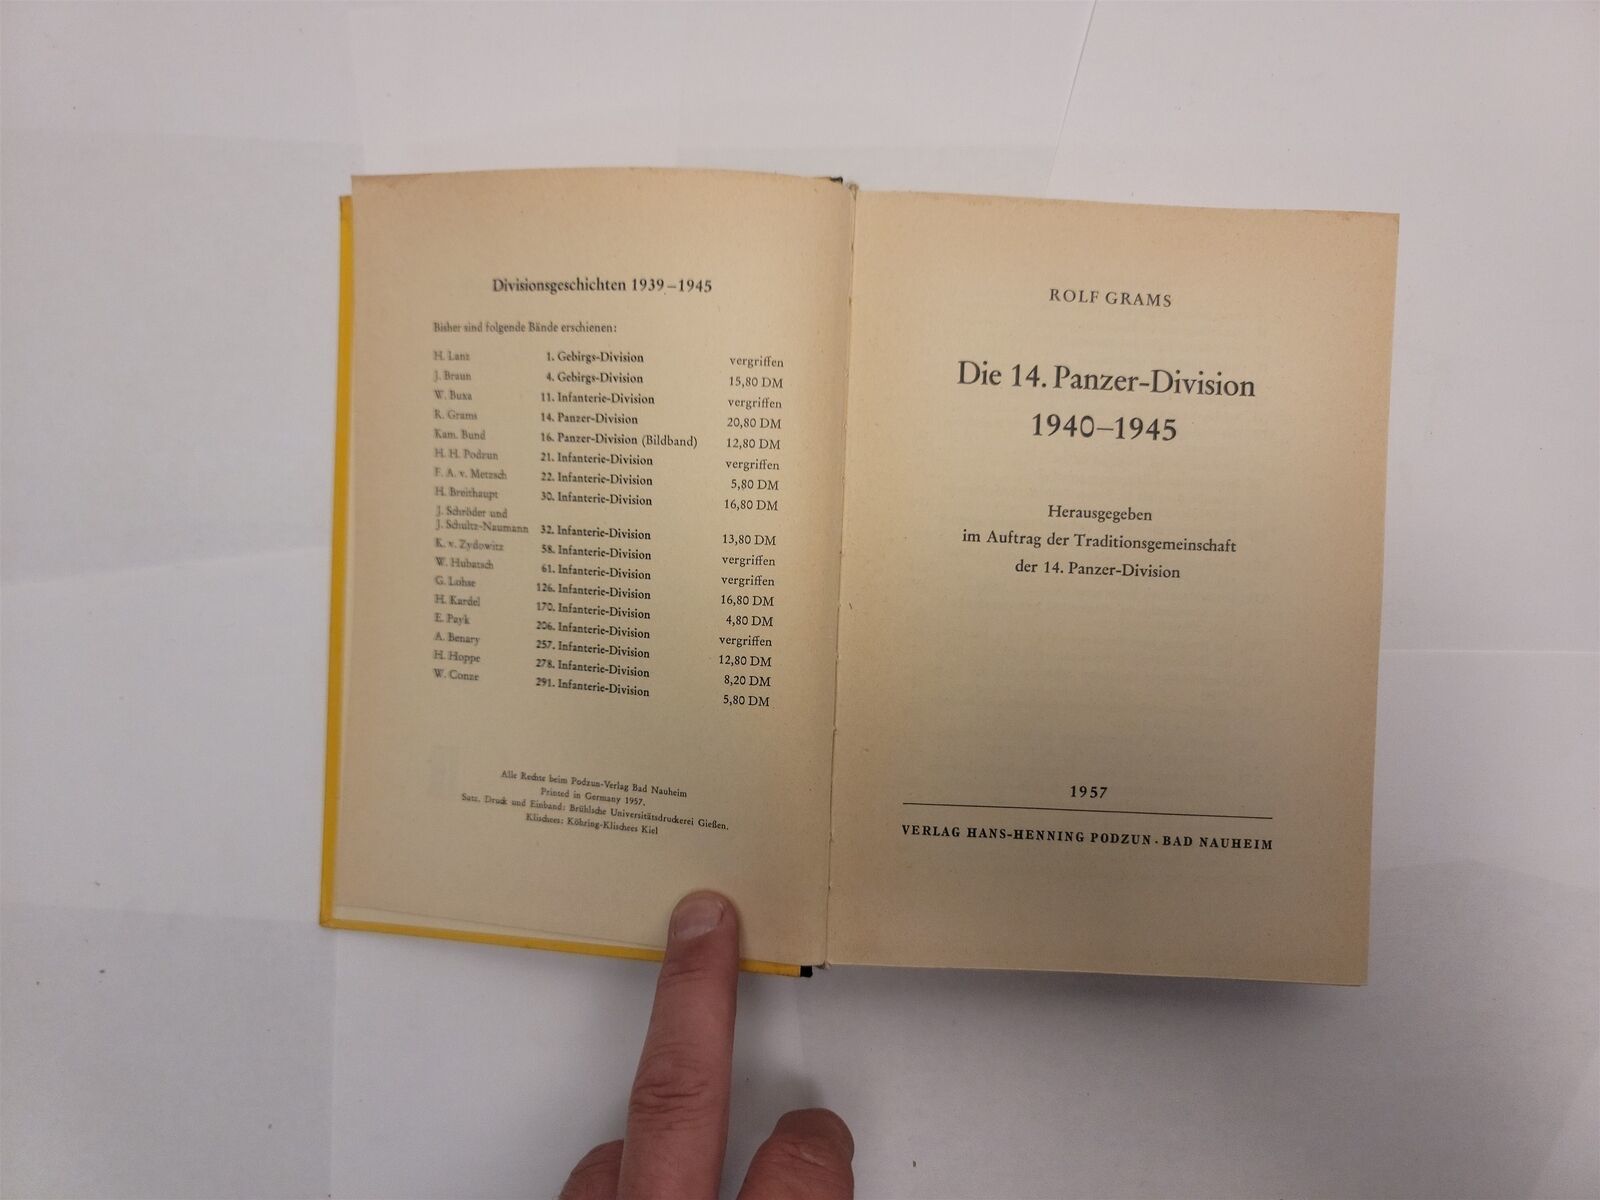 Divisionsgeschichten 1939–1945
Bisher sind folgende Bände erschienen:
H. Lanz 1. Gebirgs-Division vergriffen
J. Braun 4. Gebirgs-Division 15,80 DM
W. Buxa 11. Infanterie-Division vergriffen
R. Grams 14. Panzer-Division 20,80 DM
Kam. Bund 16. Panzer-Division (Bildband) 12,80 DM
H. H. Podzun 21. Infanterie-Division vergriffen
F. A. v. Metzsch 22. Infanterie-Division 5,80 DM
H. Breithaupt 30. Infanterie-Division 16,80 DM
J. Schröder und
J. Schultz-Naumann 32. Infanterie-Division 13,80 DM
K. v. Zydowitz 58. Infanterie-Division vergriffen
W. Hubatsch 61. Infanterie-Division vergriffen
G. Lohse 126. Infanterie-Division 16,80 DM
H. Kardel 170. Infanterie-Division 4,80 DM
E. Payk 206. Infanterie-Division vergriffen
A. Benary 257. Infanterie-Division 12,80 DM
H. Hoppe 278. Infanterie-Division 8,20 DM
W. Conze 291. Infanterie-Division 5,80 DM
Alle Rechte beim Podzun-Verlag Bad Nauheim
Printed in Germany 1957.
Satz, Druck und Einband: Brühlsche Universitätsdruckerei Gießen.
Klischees: Köhring-Klischees Kiel
ROLF GRAMS
Die 14. Panzer-Division
1940–1945
Herausgegeben
im Auftrag der Traditionsgemeinschaft
der 14. Panzer-Division
1957
VERLAG HANS-HENNING PODZUN · BAD NAUHEIM